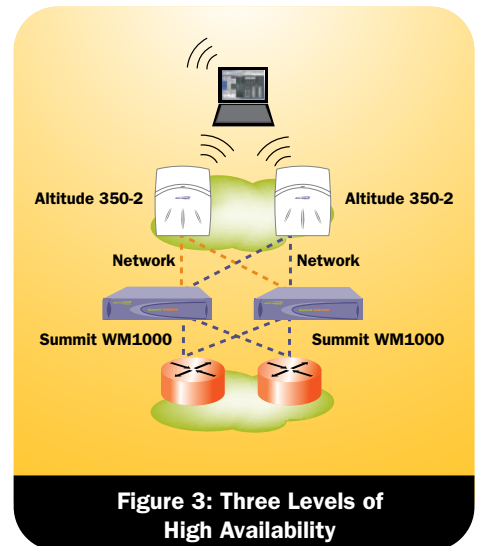 Altitude 350-2 Altitude 350-2
Network Network
Summit WM1000 Summit WM1000
Figure 3: Three Levels of
High Availability